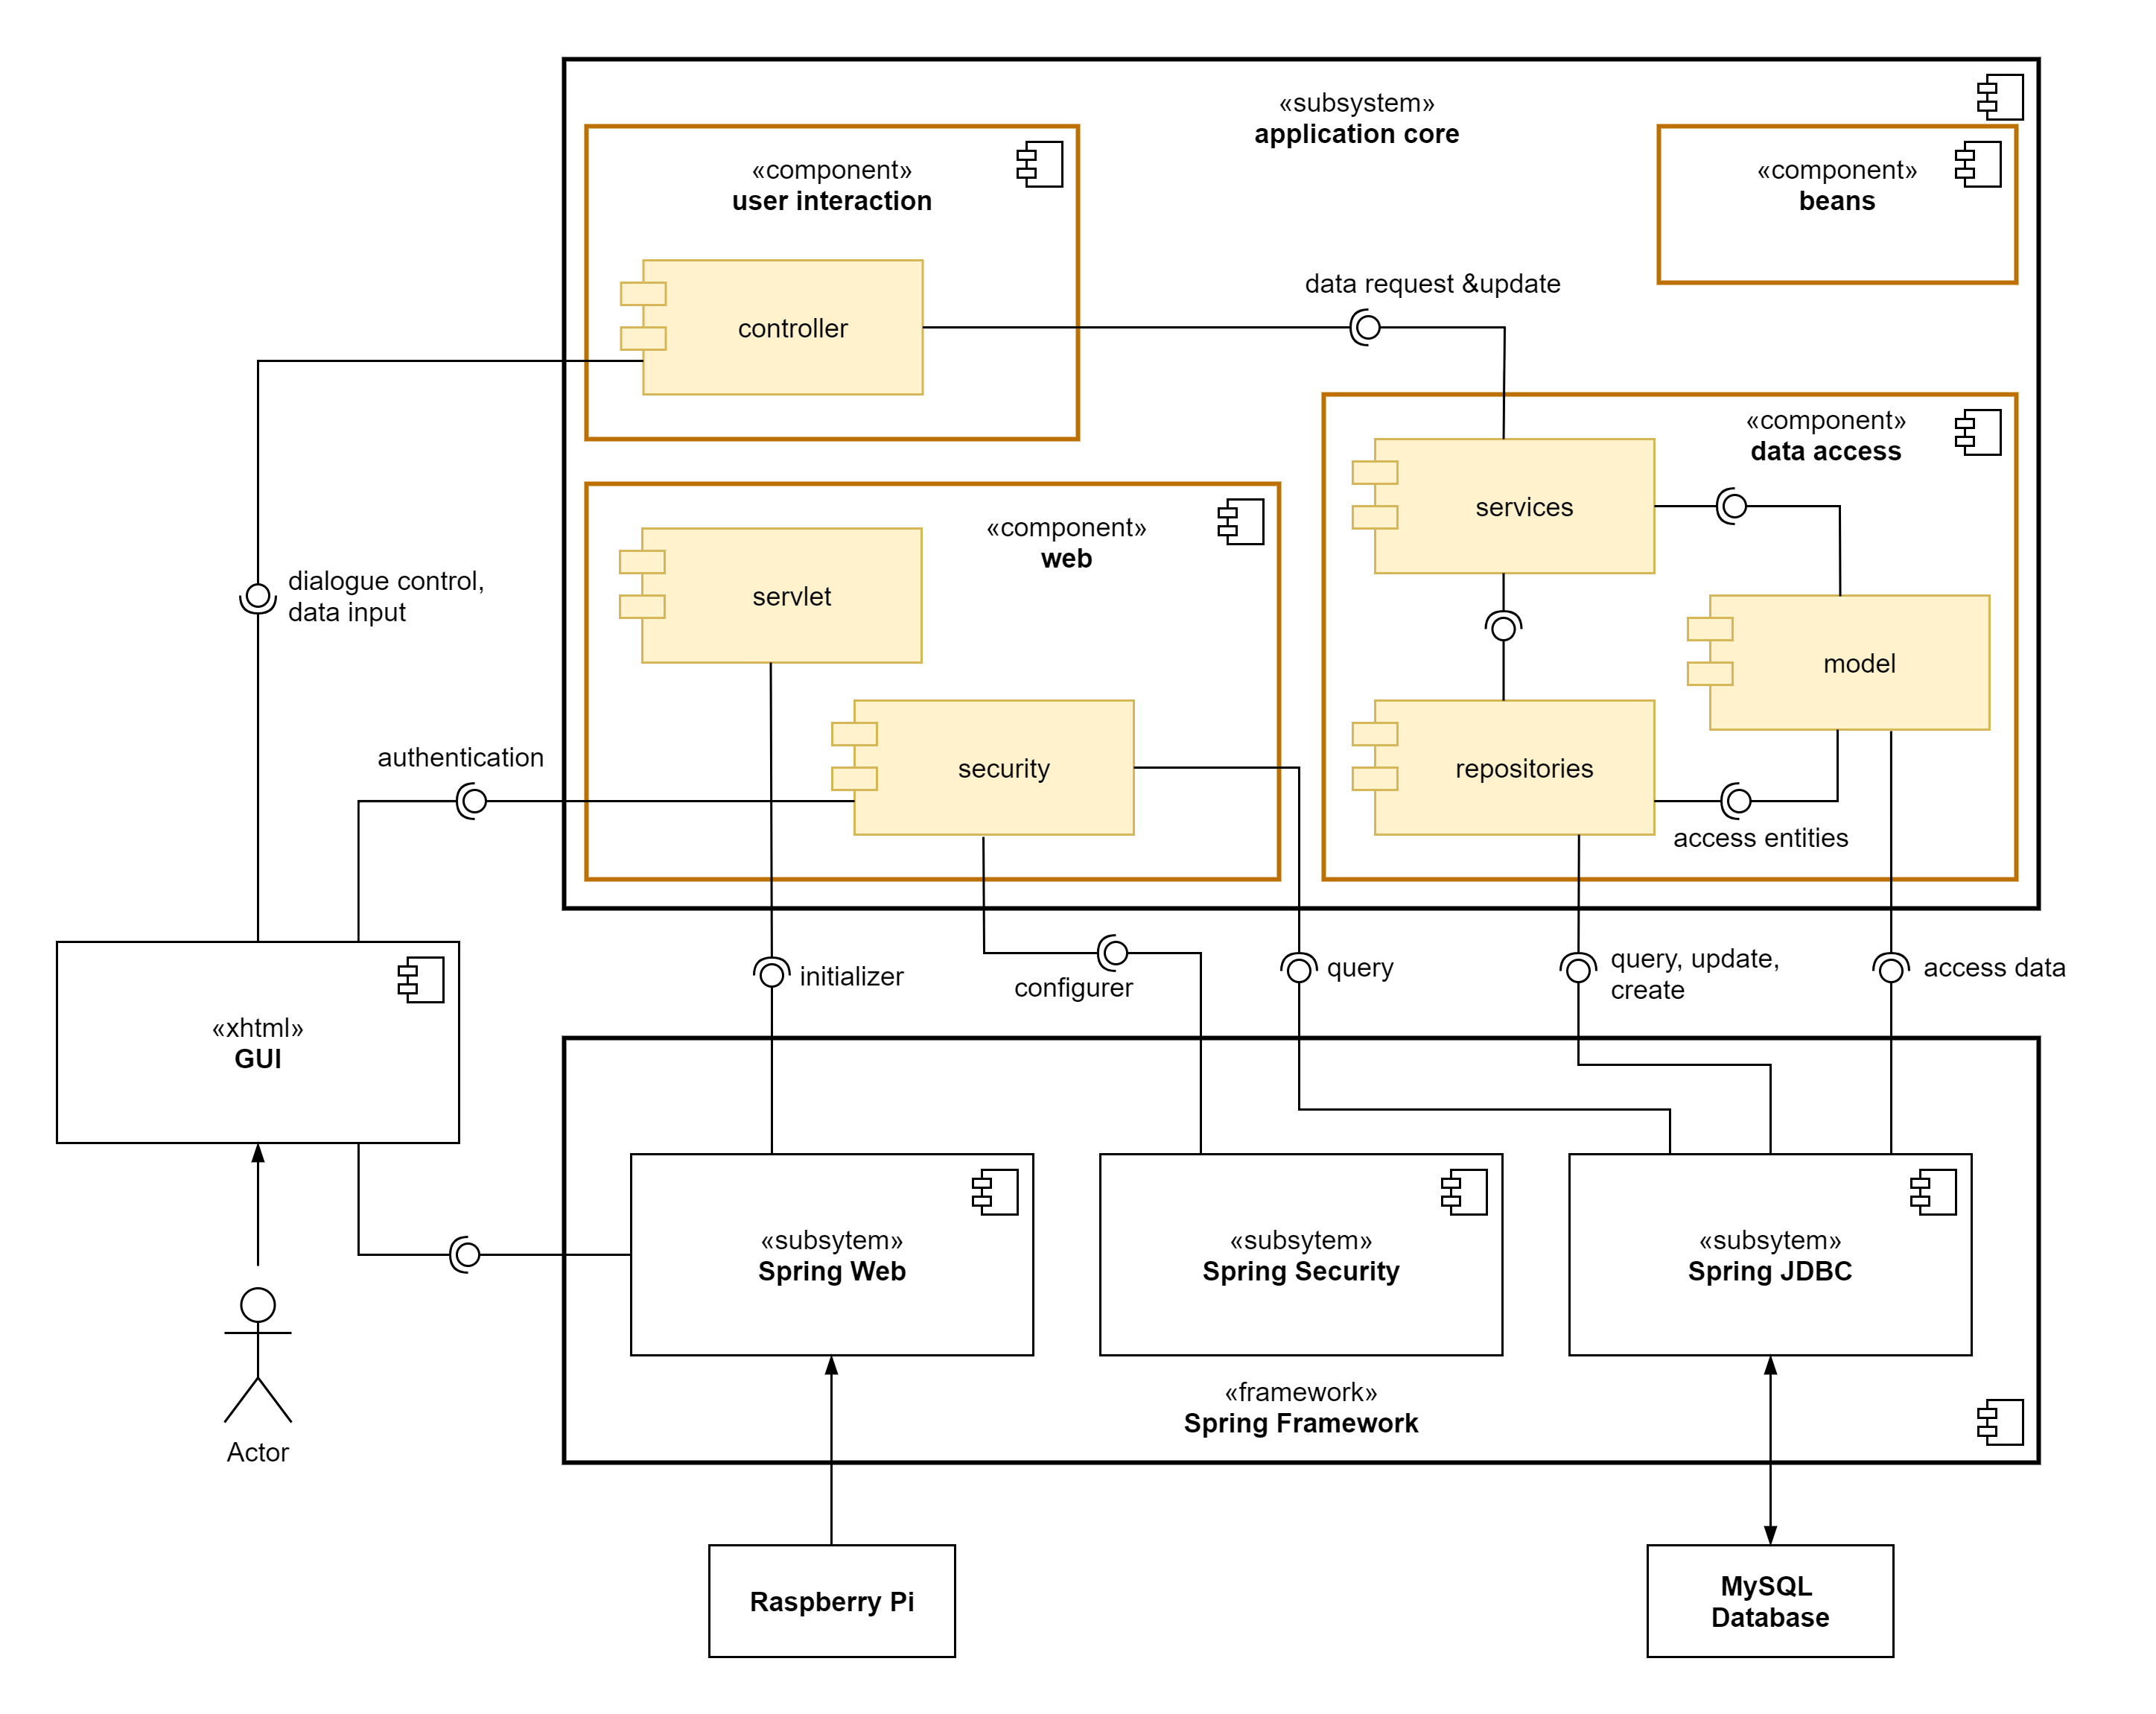 «subsystem»
application core
«component»
user interaction
«component»
beans
controller
data request &update
«component»
data access
services
«component»
web
servlet
dialogue control,
data input
model
security
repositories
authentication
access entities
initializer
configurer
query
query, update,
create
access data
«xhtml»
GUI
«subsytem»
Spring Web
«subsytem»
Spring Security
«subsytem»
Spring JDBC
«framework»
Spring Framework
Actor
Raspberry Pi
MySQL
Database